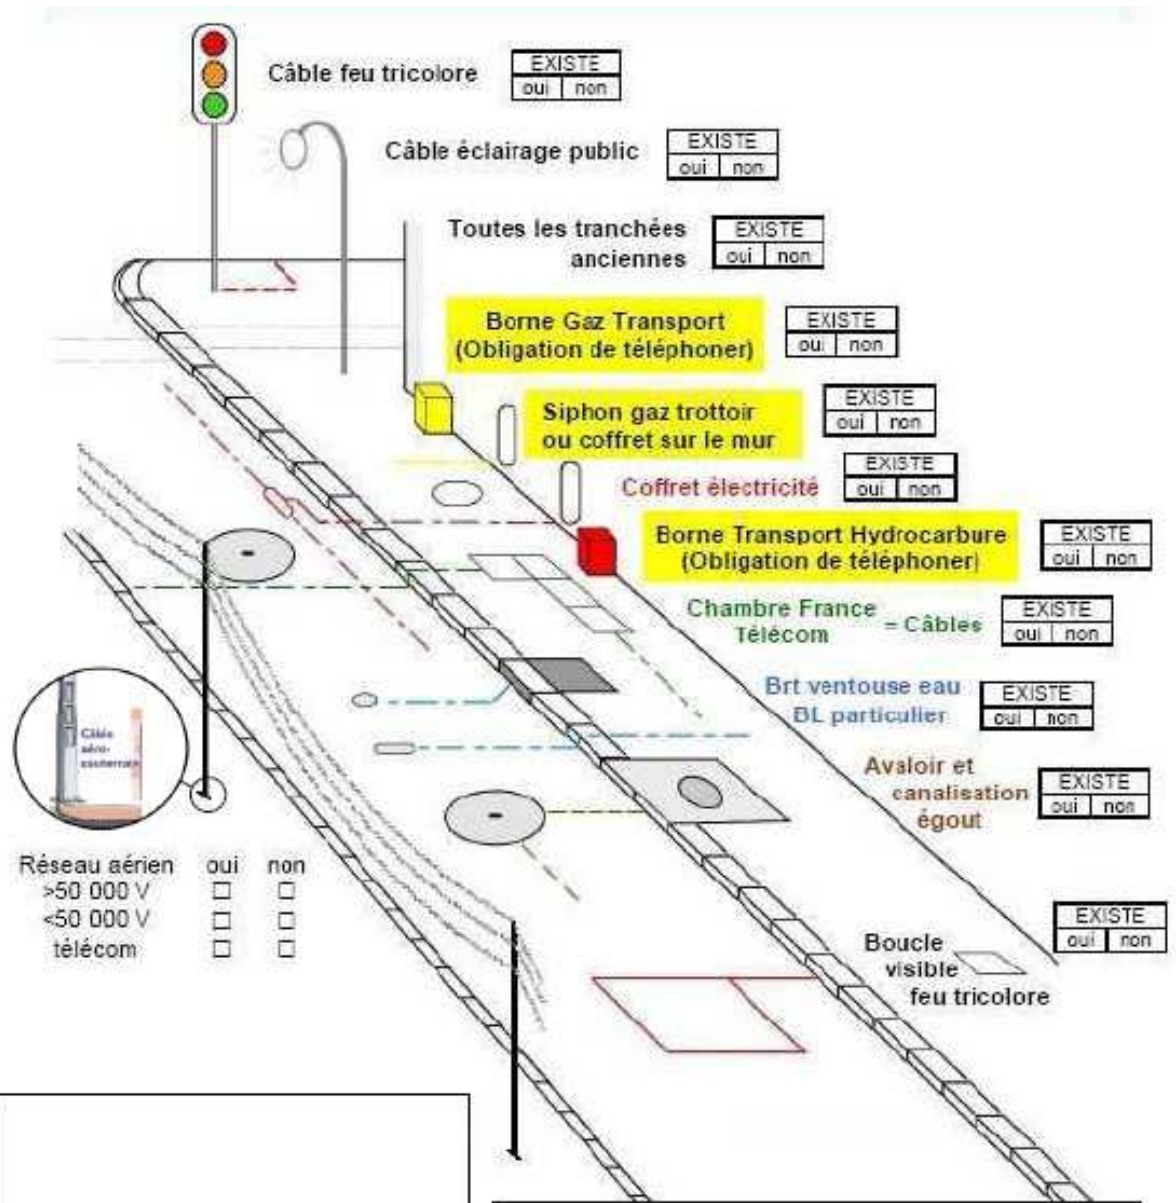 Câble feu tricolore
EXISTE
oui non
Câble éclairage public
EXISTE
oui non
Toutes les tranchées
anciennes
EXISTE
oui non
Borne Gaz Transport
(Obligation de téléphoner)
EXISTE
oui non
Siphon gaz trottoir
ou coffret sur le mur
EXISTE
oui non
Coffret électricité
EXISTE
oui non
Borne Transport Hydrocarbure
(Obligation de téléphoner)
EXISTE
oui non
Chambre France
Télécom = Câbles
EXISTE
oui non
Brt ventouse eau
BL particulier
EXISTE
oui non
Avaloir et
canalisation
égout
EXISTE
oui non
Boucle
visible
feu tricolore
EXISTE
oui non
Câble
aéro-
souterrain
Réseau aérien oui non
>50 000 V □ □
<50 000 V □ □
télécom □ □